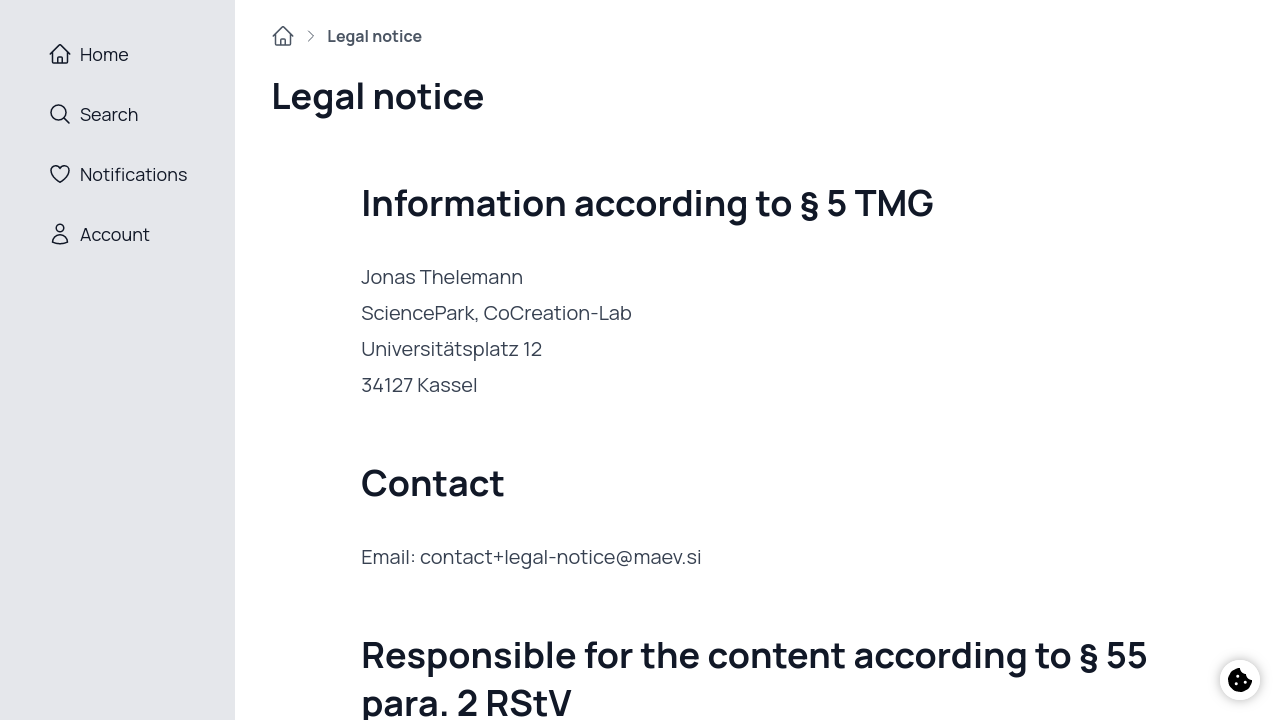 Home
Search
Notifications
Account
Legal notice
Legal notice
Information according to § 5 TMG
Jonas Thelemann
SciencePark, CoCreation-Lab
Universitätsplatz 12
34127 Kassel
Contact
Email: contact+legal-notice@maev.si
Responsible for the content according to § 55
para. 2 RStV